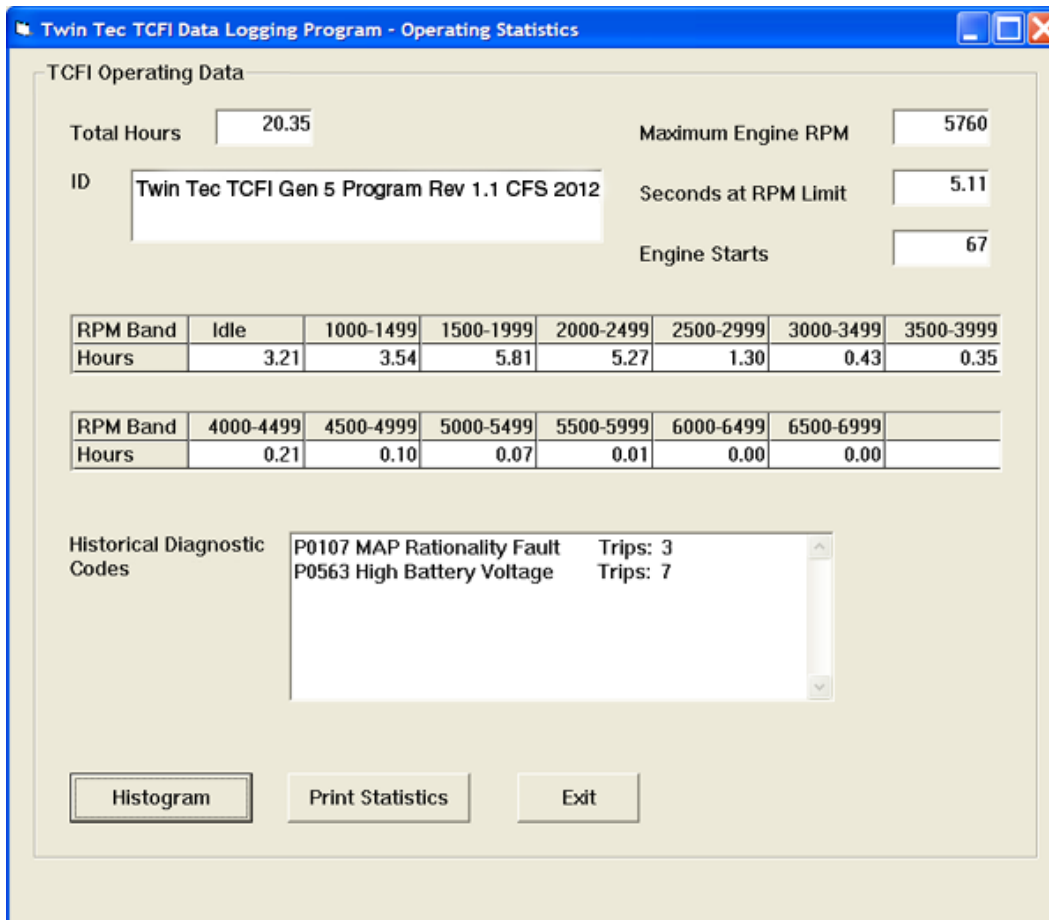 Twin Tec TCFI Data Logging Program - Operating Statistics
TCFI Operating Data
Total Hours 20.35
Maximum Engine RPM 5760
ID Twin Tec TCFI Gen 5 Program Rev 1.1 CFS 2012
Seconds at RPM Limit 5.11
Engine Starts 67
RPM Band Idle 1000-1499 1500-1999 2000-2499 2500-2999 3000-3499 3500-3999
Hours 3.21 3.54 5.81 5.27 1.30 0.43 0.35
RPM Band 4000-4499 4500-4999 5000-5499 5500-5999 6000-6499 6500-6999
Hours 0.21 0.10 0.07 0.01 0.00 0.00
Historical Diagnostic
Codes
P0107 MAP Rationality Fault Trips: 3
P0563 High Battery Voltage Trips: 7
Histogram Print Statistics Exit